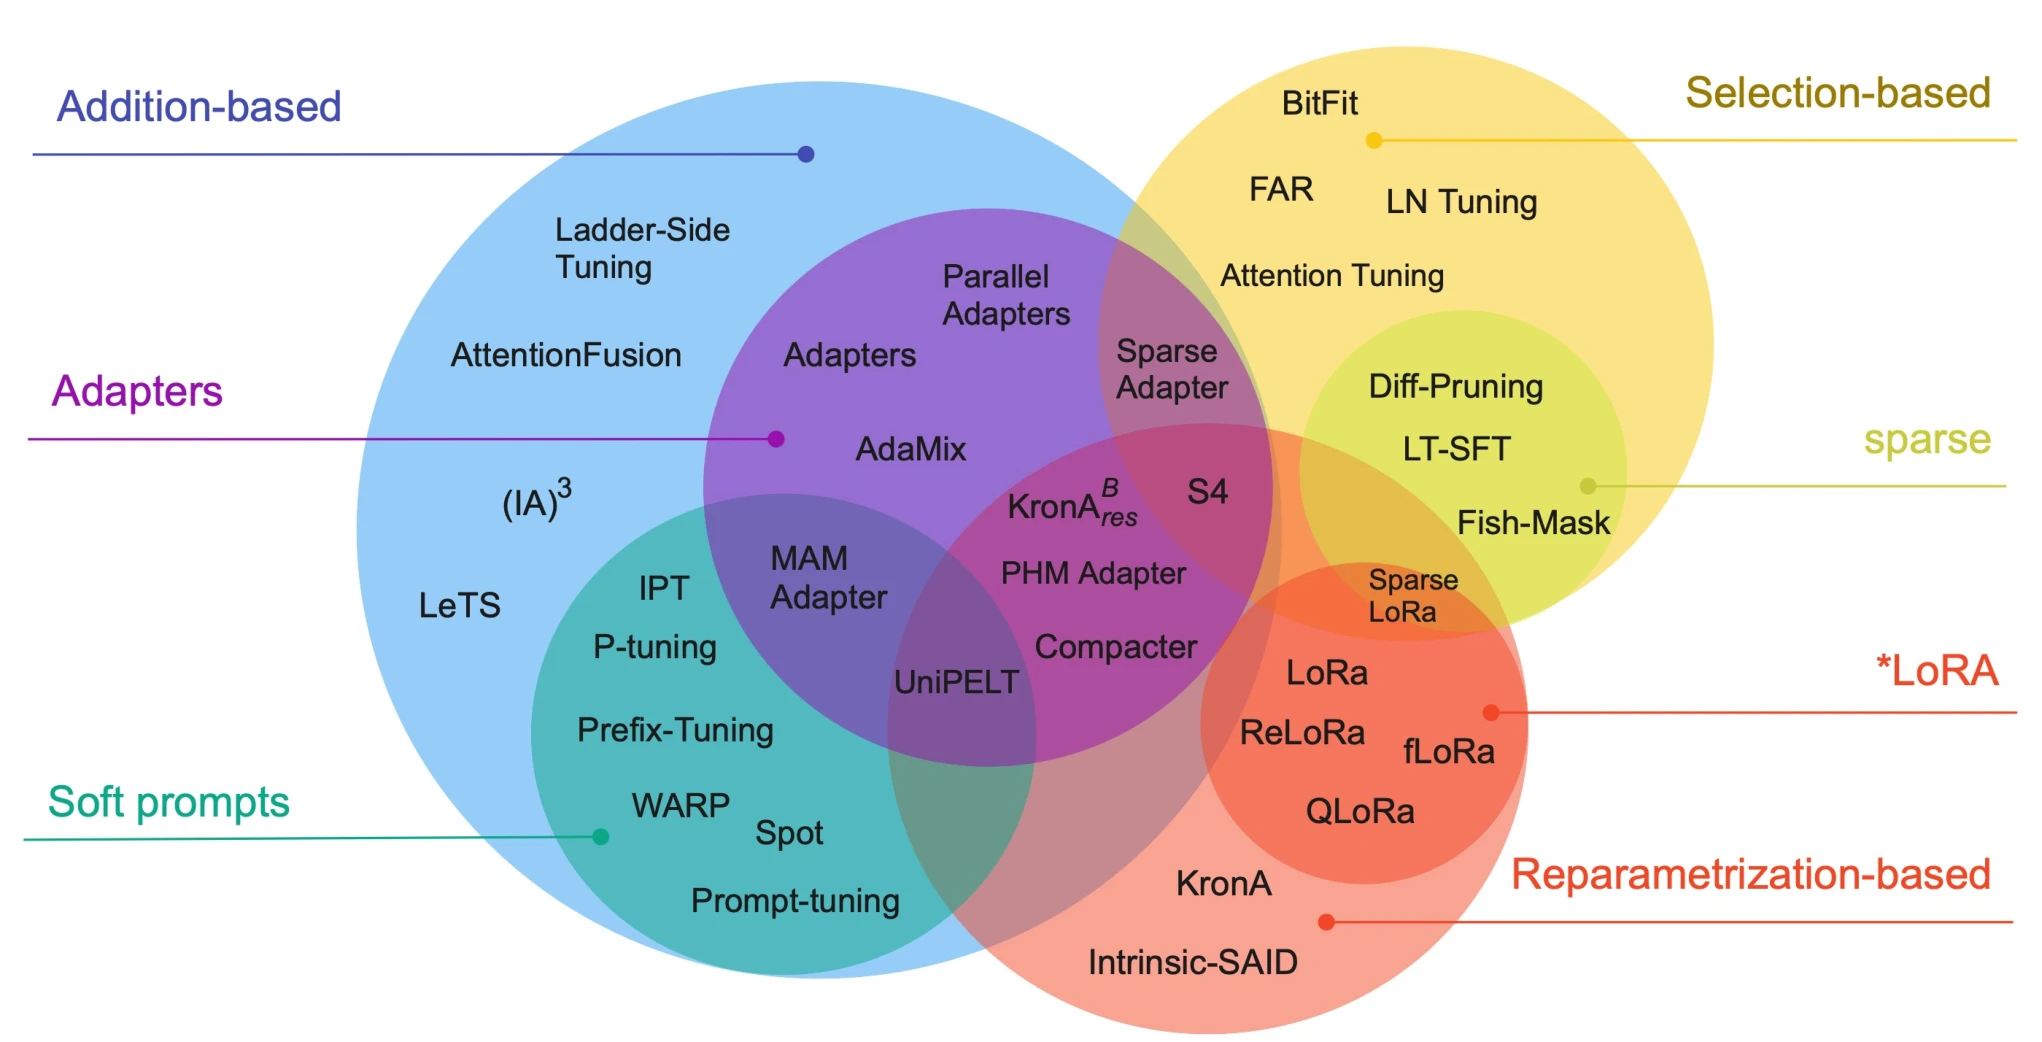 Addition-based
Selection-based
BitFit
FAR
LN Tuning
Ladder-Side
Tuning
Parallel
Adapters
Attention Tuning
AttentionFusion
Adapters
Sparse
Adapter
Adapters
Diff-Pruning
AdaMix
LT-SFT
sparse
(IA)³
KronA^B_res
S4
Fish-Mask
MAM
Adapter
IPT
PHM Adapter
Sparse
LoRa
LeTS
P-tuning
Compacter
UniPELT
LoRa
*LoRA
Prefix-Tuning
ReLoRa
fLoRa
Soft prompts
WARP
Spot
QLoRa
Prompt-tuning
KronA
Reparametrization-based
Intrinsic-SAID